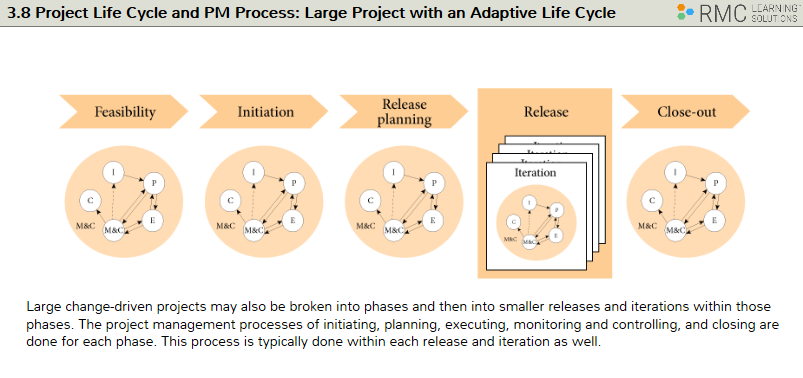 3.8 Project Life Cycle and PM Process: Large Project with an Adaptive Life Cycle
RMC LEARNING
SOLUTIONS
Feasibility
Initiation
Release
planning
Release
Close-out
I
P
C
E
M&C
M&C
I
P
C
E
M&C
M&C
I
P
C
E
M&C
M&C
Iteration
I
P
C
E
M&C
M&C
I
P
C
E
M&C
M&C
Large change-driven projects may also be broken into phases and then into smaller releases and iterations within those
phases. The project management processes of initiating, planning, executing, monitoring and controlling, and closing are
done for each phase. This process is typically done within each release and iteration as well.